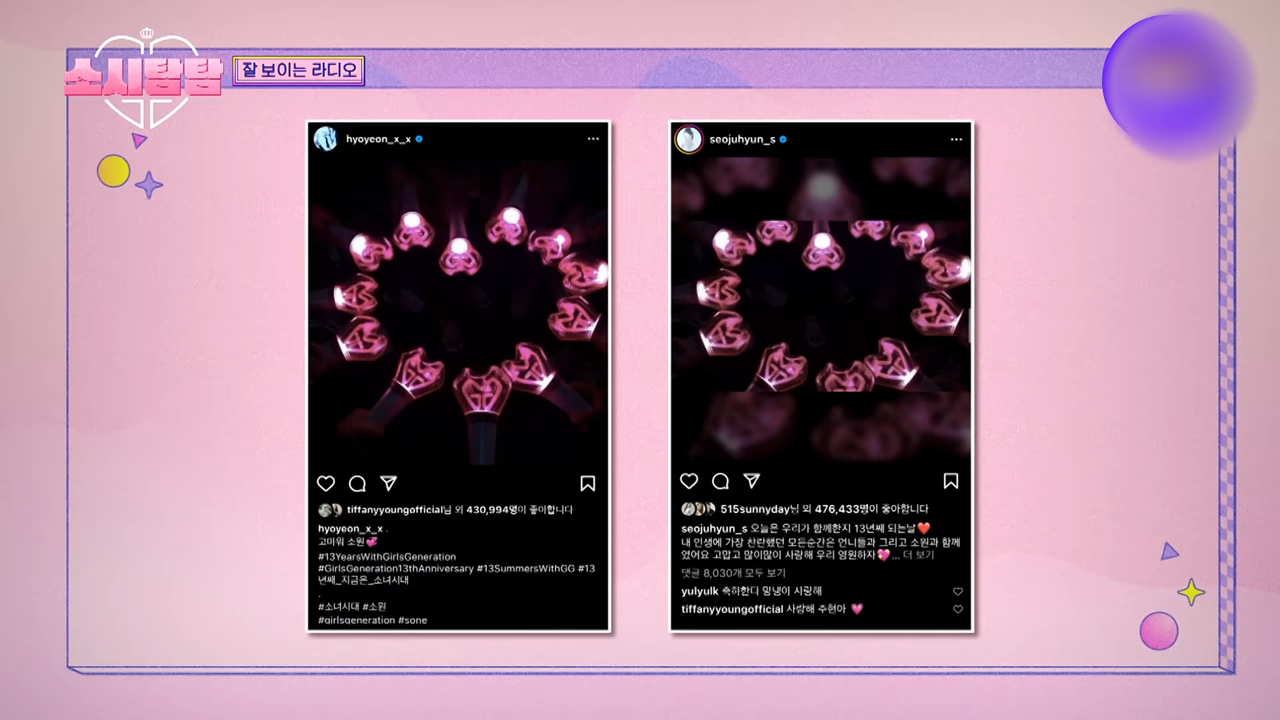 소시탐탐
잘 보이는 라디오
hyoyeon_x_x
tiffanyyoungofficial님 외 430,994명이 좋아합니다
hyoyeon_x_x .
고마워 소원💞
#13YearsWithGirlsGeneration
#GirlsGeneration13thAnniversary #13SummersWithGG #13
년째_지금은_소녀시대
.
#소녀시대 #소원
#girlsgeneration #sone
seojuhyun_s
515sunnyday님 외 476,433명이 좋아합니다
seojuhyun_s 오늘은 우리가 함께한지 13년째 되는날❤️
내 인생에 가장 찬란했던 모든순간은 언니들과 그리고 소원과 함께
였어요 고맙고 많이많이 사랑해 우리 영원하자💖... 더 보기
댓글 8,030개 모두 보기
yulyulk 축하한디 망냉이 사랑해
tiffanyyoungofficial 사랑해 주현아 💗